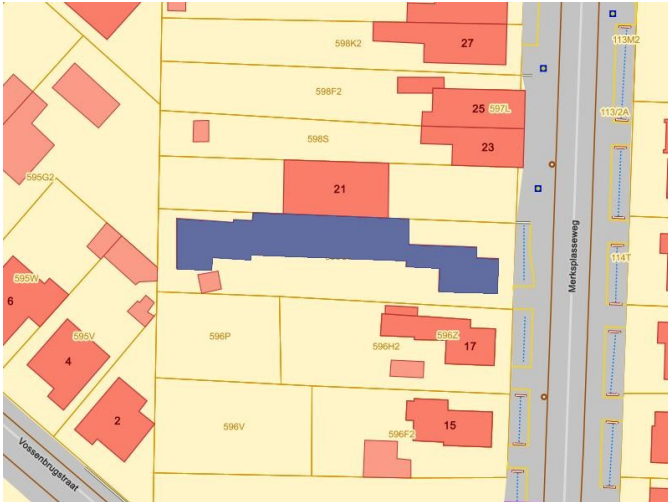 113M2
27
598K2
598F2
25
597L
113/2A
598S
23
595G2
21
Merksplasseweg
114T
595W
6
595V
596P
596Z
17
596H2
4
2
15
596V
596F2
Vossenbrugstraat